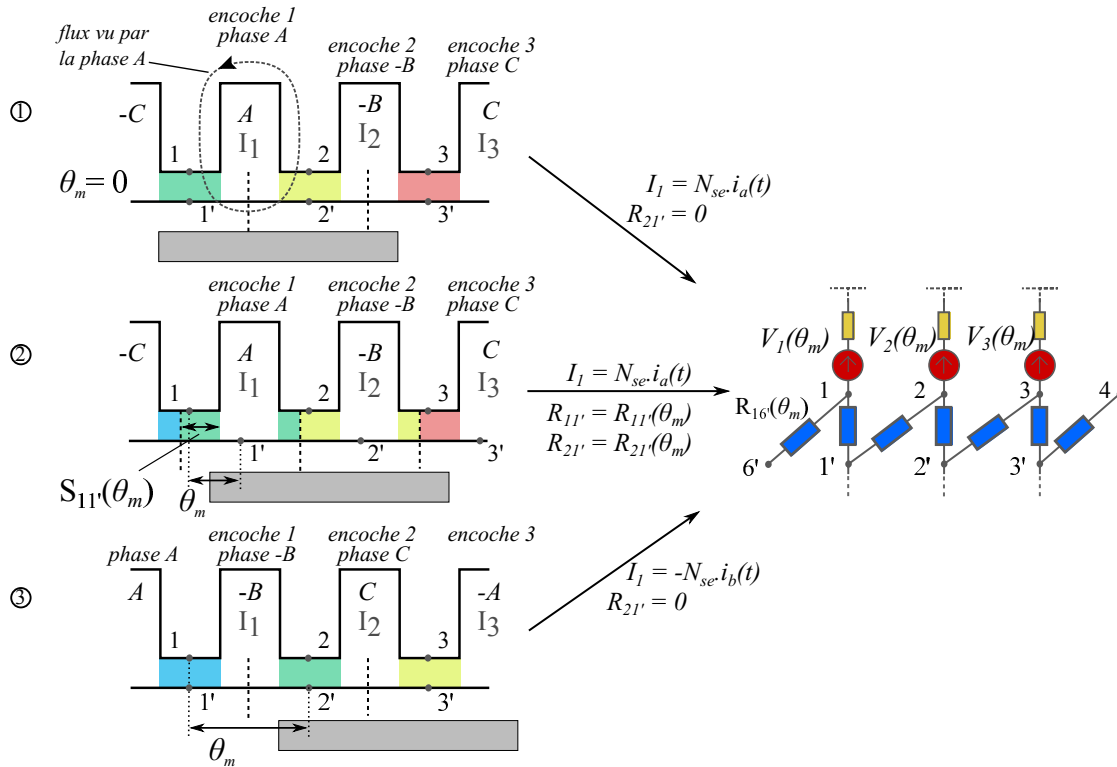 flux vu par
la phase A
encoche 1
phase A
encoche 2
phase -B
encoche 3
phase C
①
-C
A
-B
C
I₁
I₂
I₃
1
2
3
θₘ= 0
1'
2'
3'
I₁ = Nₛₑ.iₐ(t)
R₂₁' = 0
encoche 1
phase A
encoche 2
phase -B
encoche 3
phase C
②
-C
A
-B
C
I₁
I₂
I₃
1
2
3
1'
2'
3'
S₁₁'(θₘ)
θₘ
I₁ = Nₛₑ.iₐ(t)
R₁₁' = R₁₁'(θₘ)
R₂₁' = R₂₁'(θₘ)
V₁(θₘ)
V₂(θₘ)
V₃(θₘ)
1
2
3
4
R₁₆'(θₘ)
6'
1'
2'
3'
phase A
encoche 1
phase -B
encoche 2
phase C
encoche 3
③
A
-B
C
-A
I₁
I₂
I₃
1
2
3
1'
2'
3'
θₘ
I₁ = -Nₛₑ.i_b(t)
R₂₁' = 0